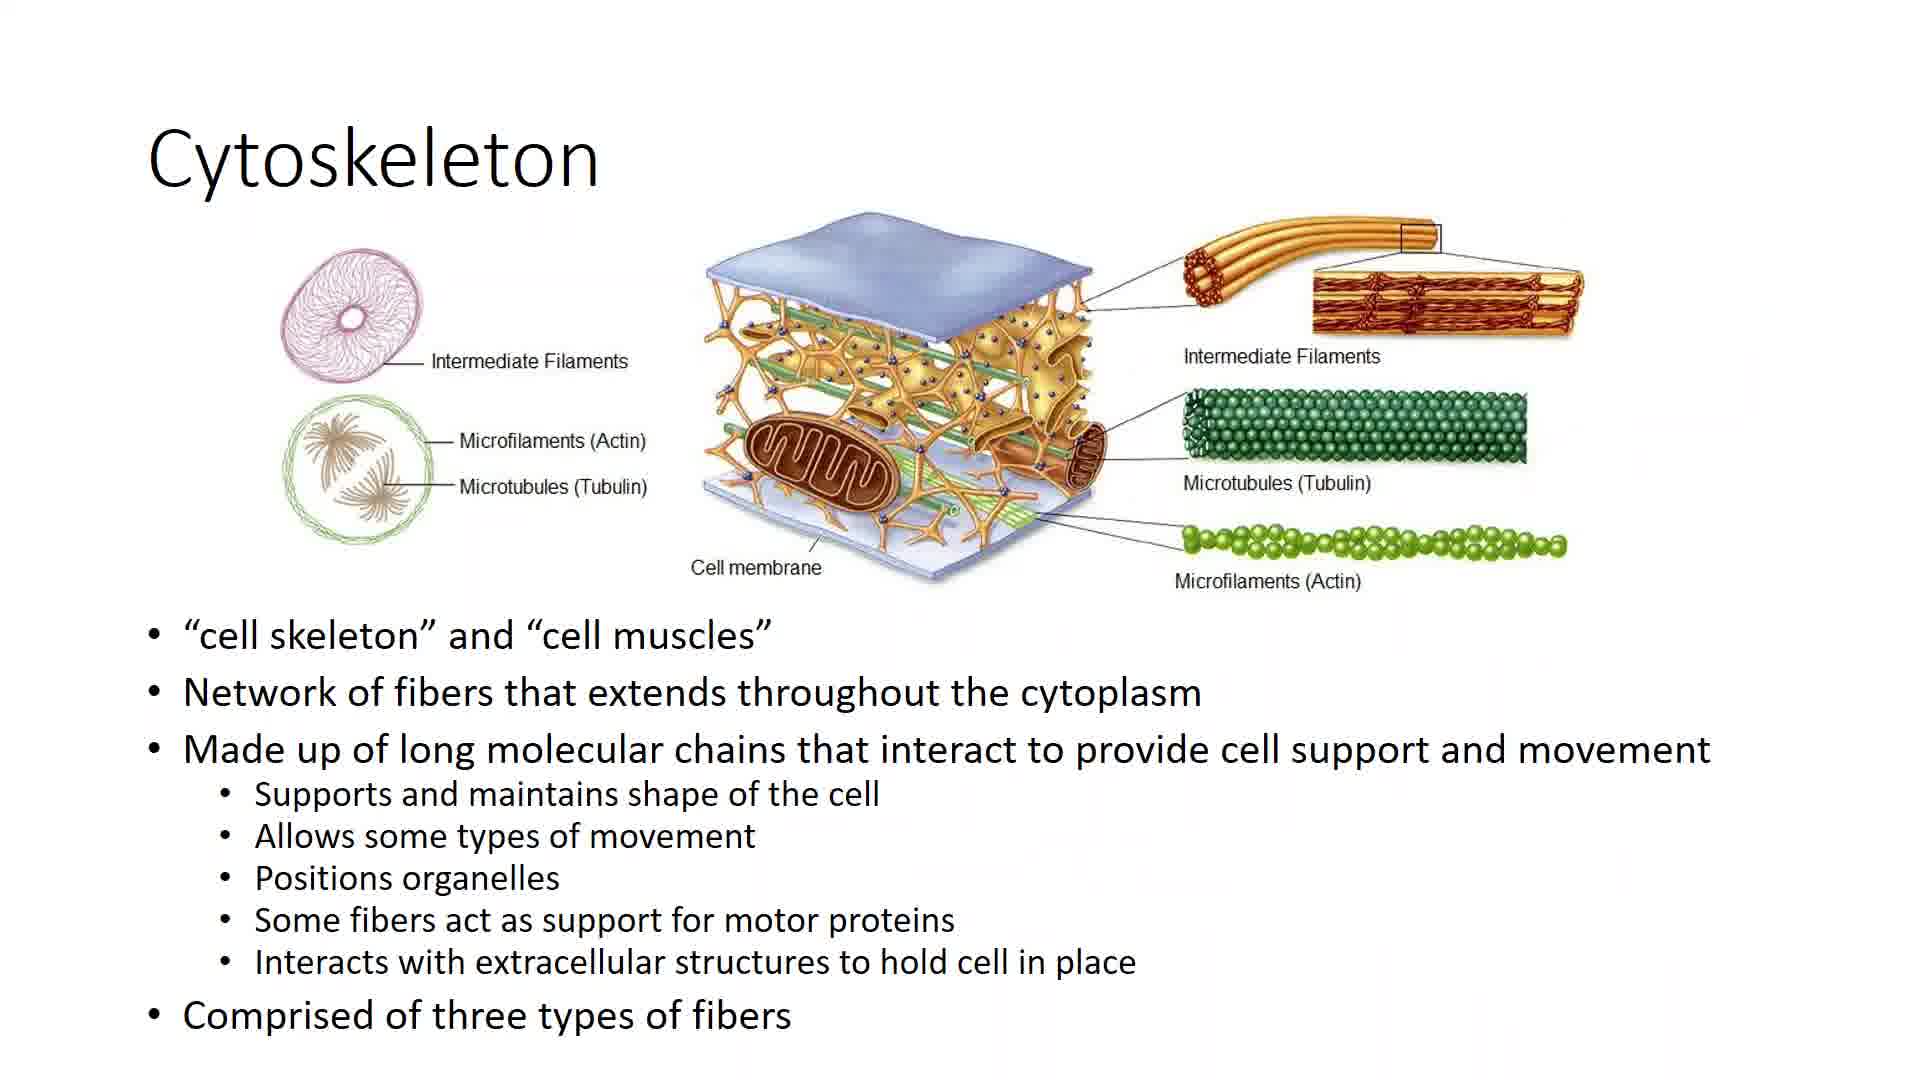 Cytoskeleton
Intermediate Filaments
Microfilaments (Actin)
Microtubules (Tubulin)
Cell membrane
Intermediate Filaments
Microtubules (Tubulin)
Microfilaments (Actin)
• “cell skeleton” and “cell muscles”
• Network of fibers that extends throughout the cytoplasm
• Made up of long molecular chains that interact to provide cell support and movement
• Supports and maintains shape of the cell
• Allows some types of movement
• Positions organelles
• Some fibers act as support for motor proteins
• Interacts with extracellular structures to hold cell in place
• Comprised of three types of fibers